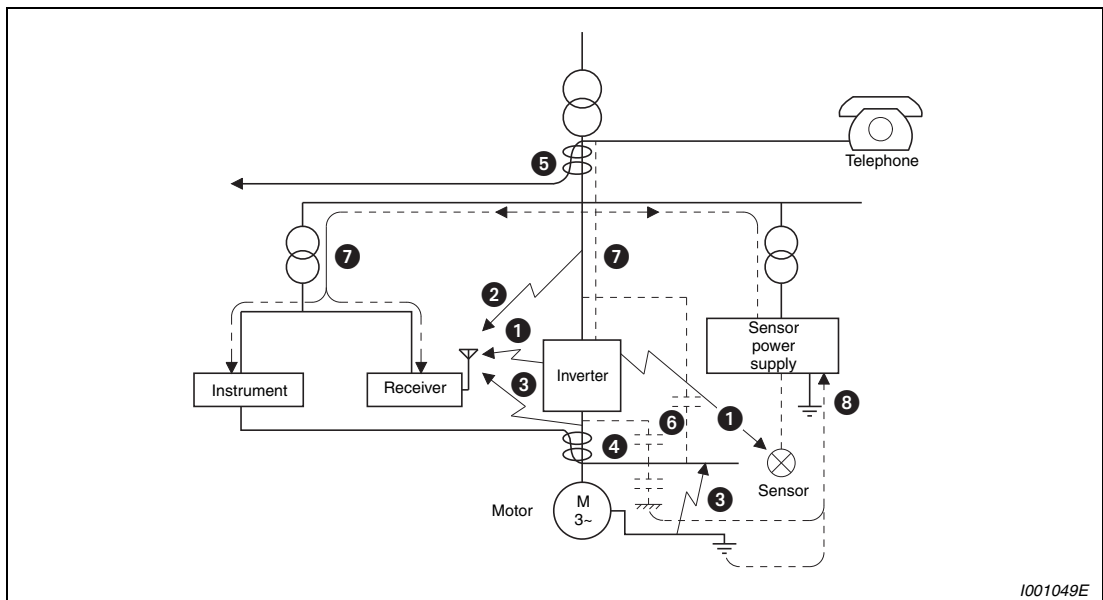 Telephone
5
7
7
2
1
3
Instrument
Receiver
Inverter
Sensor
power
supply
8
6
1
4
Sensor
3
Motor
M
3~
I001049E